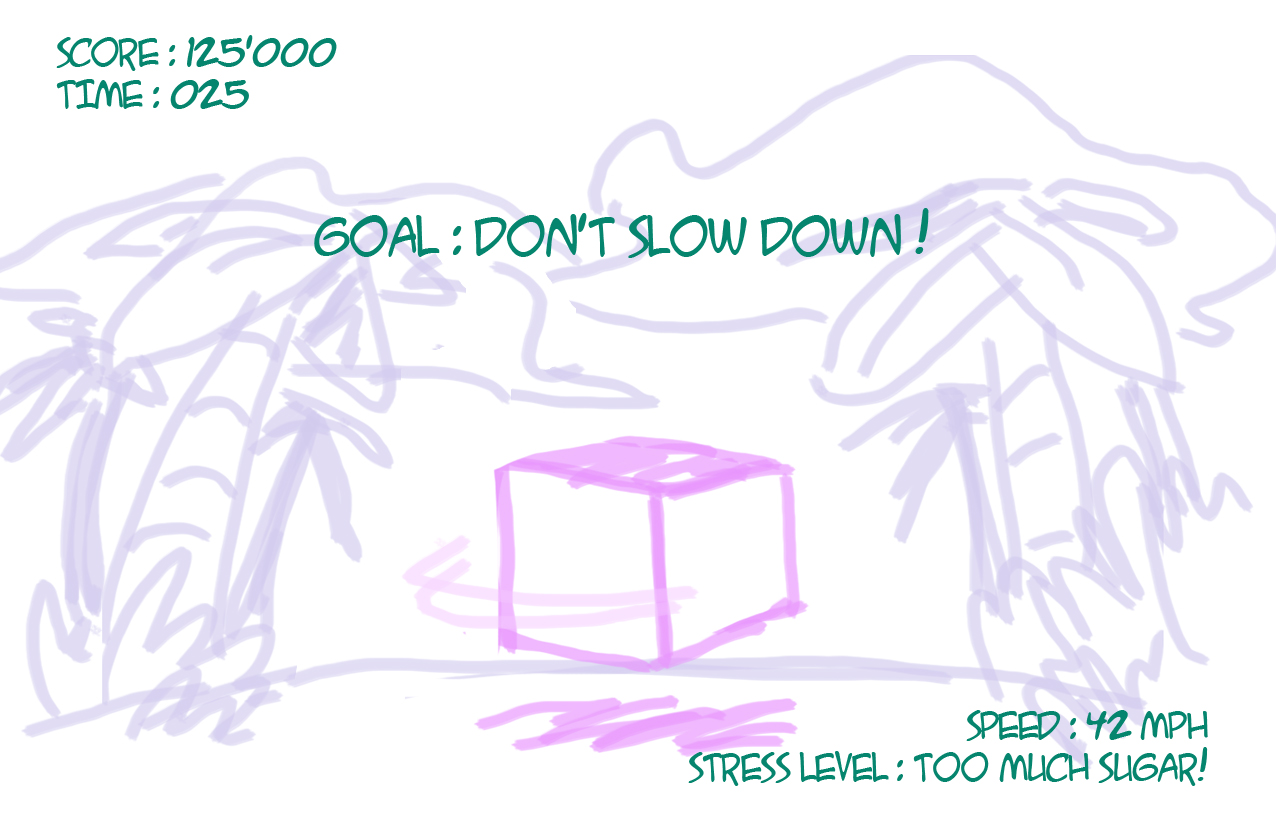 SCORE : 125'000
TIME : 025
GOAL : DON'T SLOW DOWN !
SPEED : 42 MPH
STRESS LEVEL : TOO MUCH SUGAR!